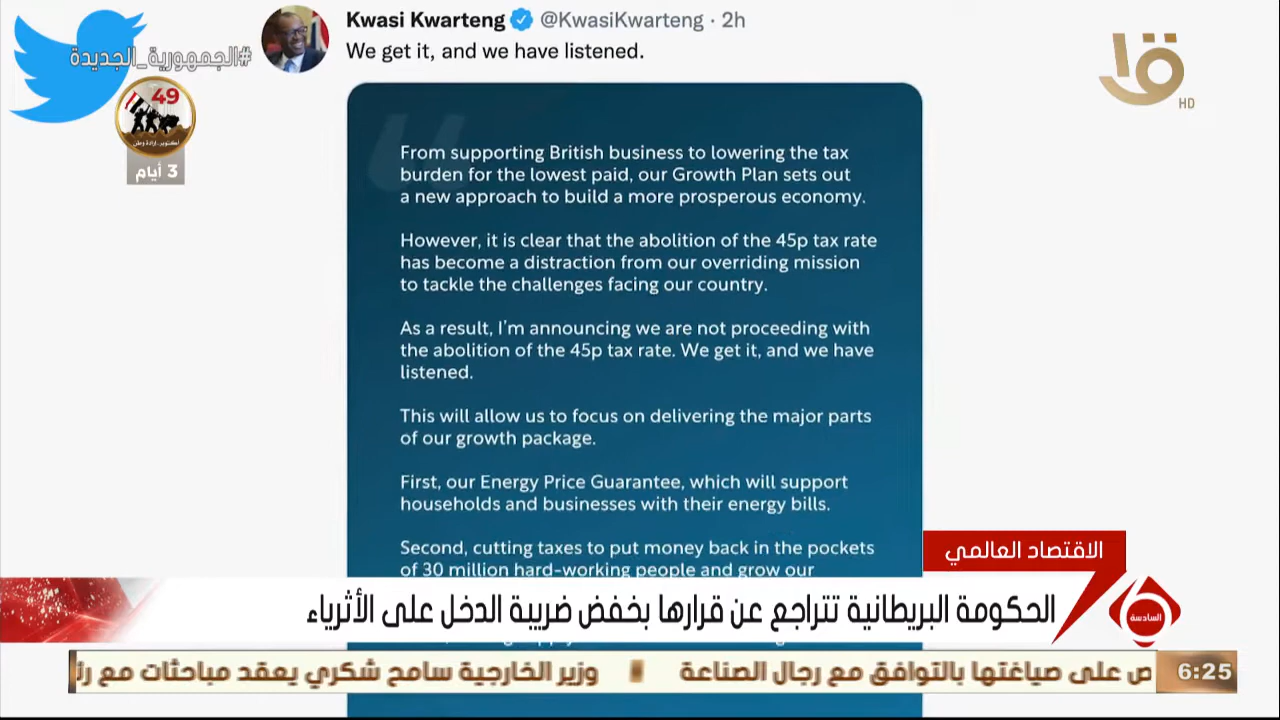 Kwasi Kwarteng @KwasiKwarteng · 2h
We get it, and we have listened.
#الجمهورية_الجديدة
49
أكتوبر..إرادة وطن
3 أيام
HD
From supporting British business to lowering the tax
burden for the lowest paid, our Growth Plan sets out
a new approach to build a more prosperous economy.
However, it is clear that the abolition of the 45p tax rate
has become a distraction from our overriding mission
to tackle the challenges facing our country.
As a result, I'm announcing we are not proceeding with
the abolition of the 45p tax rate. We get it, and we have
listened.
This will allow us to focus on delivering the major parts
of our growth package.
First, our Energy Price Guarantee, which will support
households and businesses with their energy bills.
Second, cutting taxes to put money back in the pockets
of 30 million hard-working people and grow our
الاقتصاد العالمي
الحكومة البريطانية تتراجع عن قرارها بخفض ضريبة الدخل على الأثرياء
السادسة
6:25
ص على صياغتها بالتوافق مع رجال الصناعة وزير الخارجية سامح شكري يعقد مباحثات مع